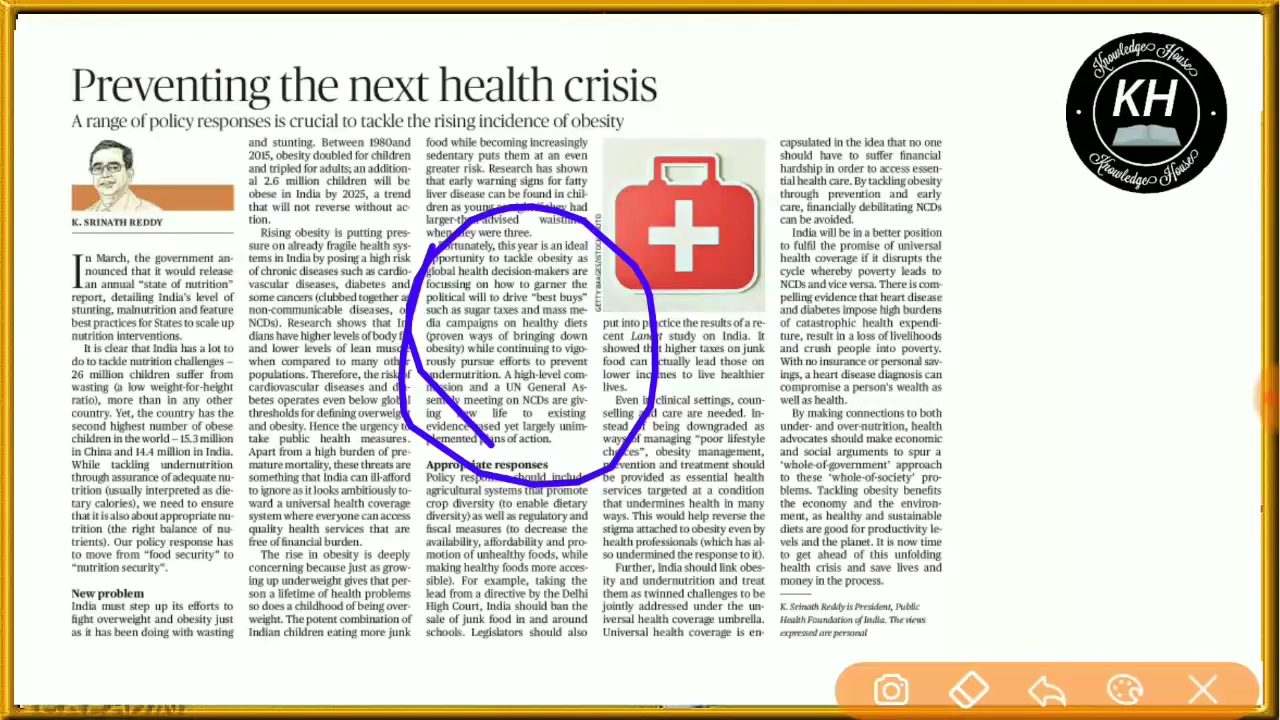 Preventing the next health crisis
A range of policy responses is crucial to tackle the rising incidence of obesity
K. SRINATH REDDY
In March, the government an-
nounced that it would release
an annual “state of nutrition”
report, detailing India’s level of
stunting, malnutrition and feature
best practices for States to scale up
nutrition interventions.
It is clear that India has a lot to
do to tackle nutrition challenges –
26 million children suffer from
wasting (a low weight-for-height
ratio), more than in any other
country. Yet, the country has the
second highest number of obese
children in the world – 15.3 million
in China and 14.4 million in India.
While tackling undernutrition
through assurance of adequate nu-
trition (usually interpreted as die-
tary calories), we need to ensure
that it is also about appropriate nu-
trition (the right balance of nu-
trients). Our policy response has
to move from “food security” to
“nutrition security”.
New problem
India must step up its efforts to
fight overweight and obesity just
as it has been doing with wasting
and stunting. Between 1980and
2015, obesity doubled for children
and tripled for adults; an addition-
al 2.6 million children will be
obese in India by 2025, a trend
that will not reverse without ac-
tion.
Rising obesity is putting pres-
sure on already fragile health sys-
tems in India by posing a high risk
of chronic diseases such as cardio-
vascular diseases, diabetes and
some cancers (clubbed together as
non-communicable diseases, or
NCDs). Research shows that In-
dians have higher levels of body fat
and lower levels of lean muscle
when compared to many other
populations. Therefore, the risk of
cardiovascular diseases and dia-
betes operates even below global
thresholds for defining overweight
and obesity. Hence the urgency to
take public health measures.
Apart from a high burden of pre-
mature mortality, these threats are
something that India can ill-afford
to ignore as it looks ambitiously to-
ward a universal health coverage
system where everyone can access
quality health services that are
free of financial burden.
The rise in obesity is deeply
concerning because just as grow-
ing up underweight gives that per-
son a lifetime of health problems
so does a childhood of being over-
weight. The potent combination of
Indian children eating more junk
food while becoming increasingly
sedentary puts them at an even
greater risk. Research has shown
that early warning signs for fatty
liver disease can be found in chil-
dren as young as eight if they had
larger-than-advised waistlines
when they were three.
Fortunately, this year is an ideal
opportunity to tackle obesity as
global health decision-makers are
focussing on how to garner the
political will to drive “best buys”
such as sugar taxes and mass me-
dia campaigns on healthy diets
(proven ways of bringing down
obesity) while continuing to vigo-
rously pursue efforts to prevent
undernutrition. A high-level com-
mission and a UN General As-
sembly meeting on NCDs are giv-
ing new life to existing
evidence based yet largely unim-
plemented plans of action.
Appropriate responses
Policy responses should include
agricultural systems that promote
crop diversity (to enable dietary
diversity) as well as regulatory and
fiscal measures (to decrease the
availability, affordability and pro-
motion of unhealthy foods, while
making healthy foods more acces-
sible). For example, taking the
lead from a directive by the Delhi
High Court, India should ban the
sale of junk food in and around
schools. Legislators should also
GETTY IMAGES/ISTOCKPHOTO
put into practice the results of a re-
cent Lancet study on India. It
showed that higher taxes on junk
food can actually lead those on
lower incomes to live healthier
lives.
Even in clinical settings, coun-
selling and care are needed. In-
stead of being downgraded as
ways of managing “poor lifestyle
choices”, obesity management,
prevention and treatment should
be provided as essential health
services targeted at a condition
that undermines health in many
ways. This would help reverse the
stigma attached to obesity even by
health professionals (which has al-
so undermined the response to it).
Further, India should link obes-
ity and undernutrition and treat
them as twinned challenges to be
jointly addressed under the un-
iversal health coverage umbrella.
Universal health coverage is en-
capsulated in the idea that no one
should have to suffer financial
hardship in order to access essen-
tial health care. By tackling obesity
through prevention and early
care, financially debilitating NCDs
can be avoided.
India will be in a better position
to fulfil the promise of universal
health coverage if it disrupts the
cycle whereby poverty leads to
NCDs and vice versa. There is com-
pelling evidence that heart disease
and diabetes impose high burdens
of catastrophic health expendi-
ture, result in a loss of livelihoods
and crush people into poverty.
With no insurance or personal sav-
ings, a heart disease diagnosis can
compromise a person’s wealth as
well as health.
By making connections to both
under- and over-nutrition, health
advocates should make economic
and social arguments to spur a
‘whole-of-government’ approach
to these ‘whole-of-society’ pro-
blems. Tackling obesity benefits
the economy and the environ-
ment, as healthy and sustainable
diets are good for productivity le-
vels and the planet. It is now time
to get ahead of this unfolding
health crisis and save lives and
money in the process.
K. Srinath Reddy is President, Public
Health Foundation of India. The views
expressed are personal
Knowledge House
KH
Knowledge House